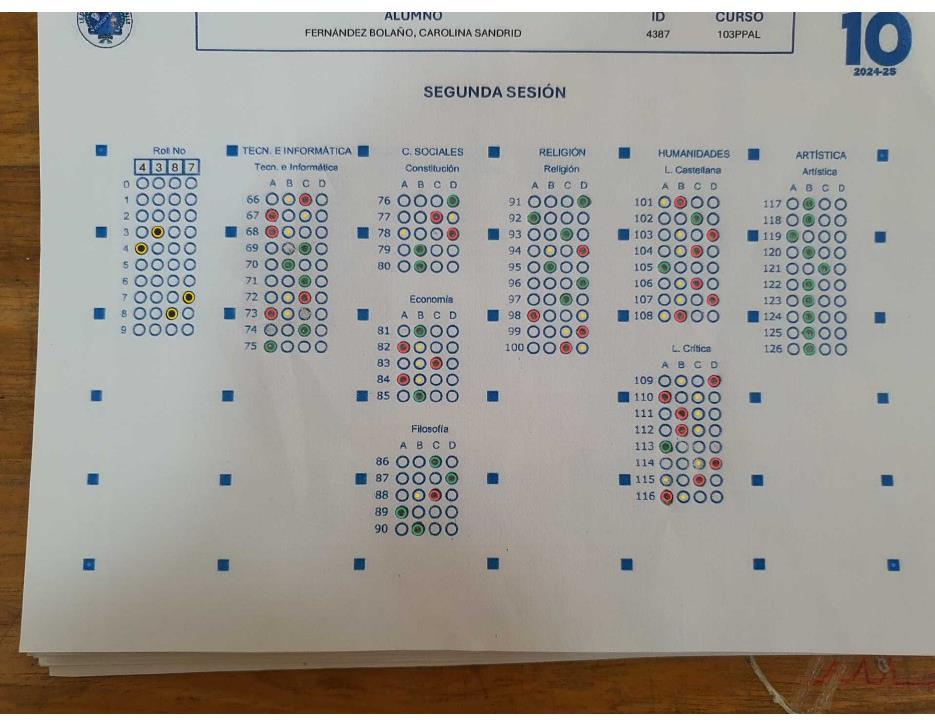 ALUMNO ID CURSO
FERNÁNDEZ BOLAÑO, CAROLINA SANDRID 4387 103PPAL
10
2024-25
SEGUNDA SESIÓN
Roll No
4 3 8 7
0
1
2
3
4
5
6
7
8
9
TECN. E INFORMÁTICA
Tecn. e Informática
A B C D
66
67
68
69
70
71
72
73
74
75
C. SOCIALES
Constitución
A B C D
76
77
78
79
80
Economía
A B C D
81
82
83
84
85
Filosofía
A B C D
86
87
88
89
90
RELIGIÓN
Religión
A B C D
91
92
93
94
95
96
97
98
99
100
HUMANIDADES
L. Castellana
A B C D
101
102
103
104
105
106
107
108
L. Crítica
A B C D
109
110
111
112
113
114
115
116
ARTÍSTICA
Artística
A B C D
117
118
119
120
121
122
123
124
125
126